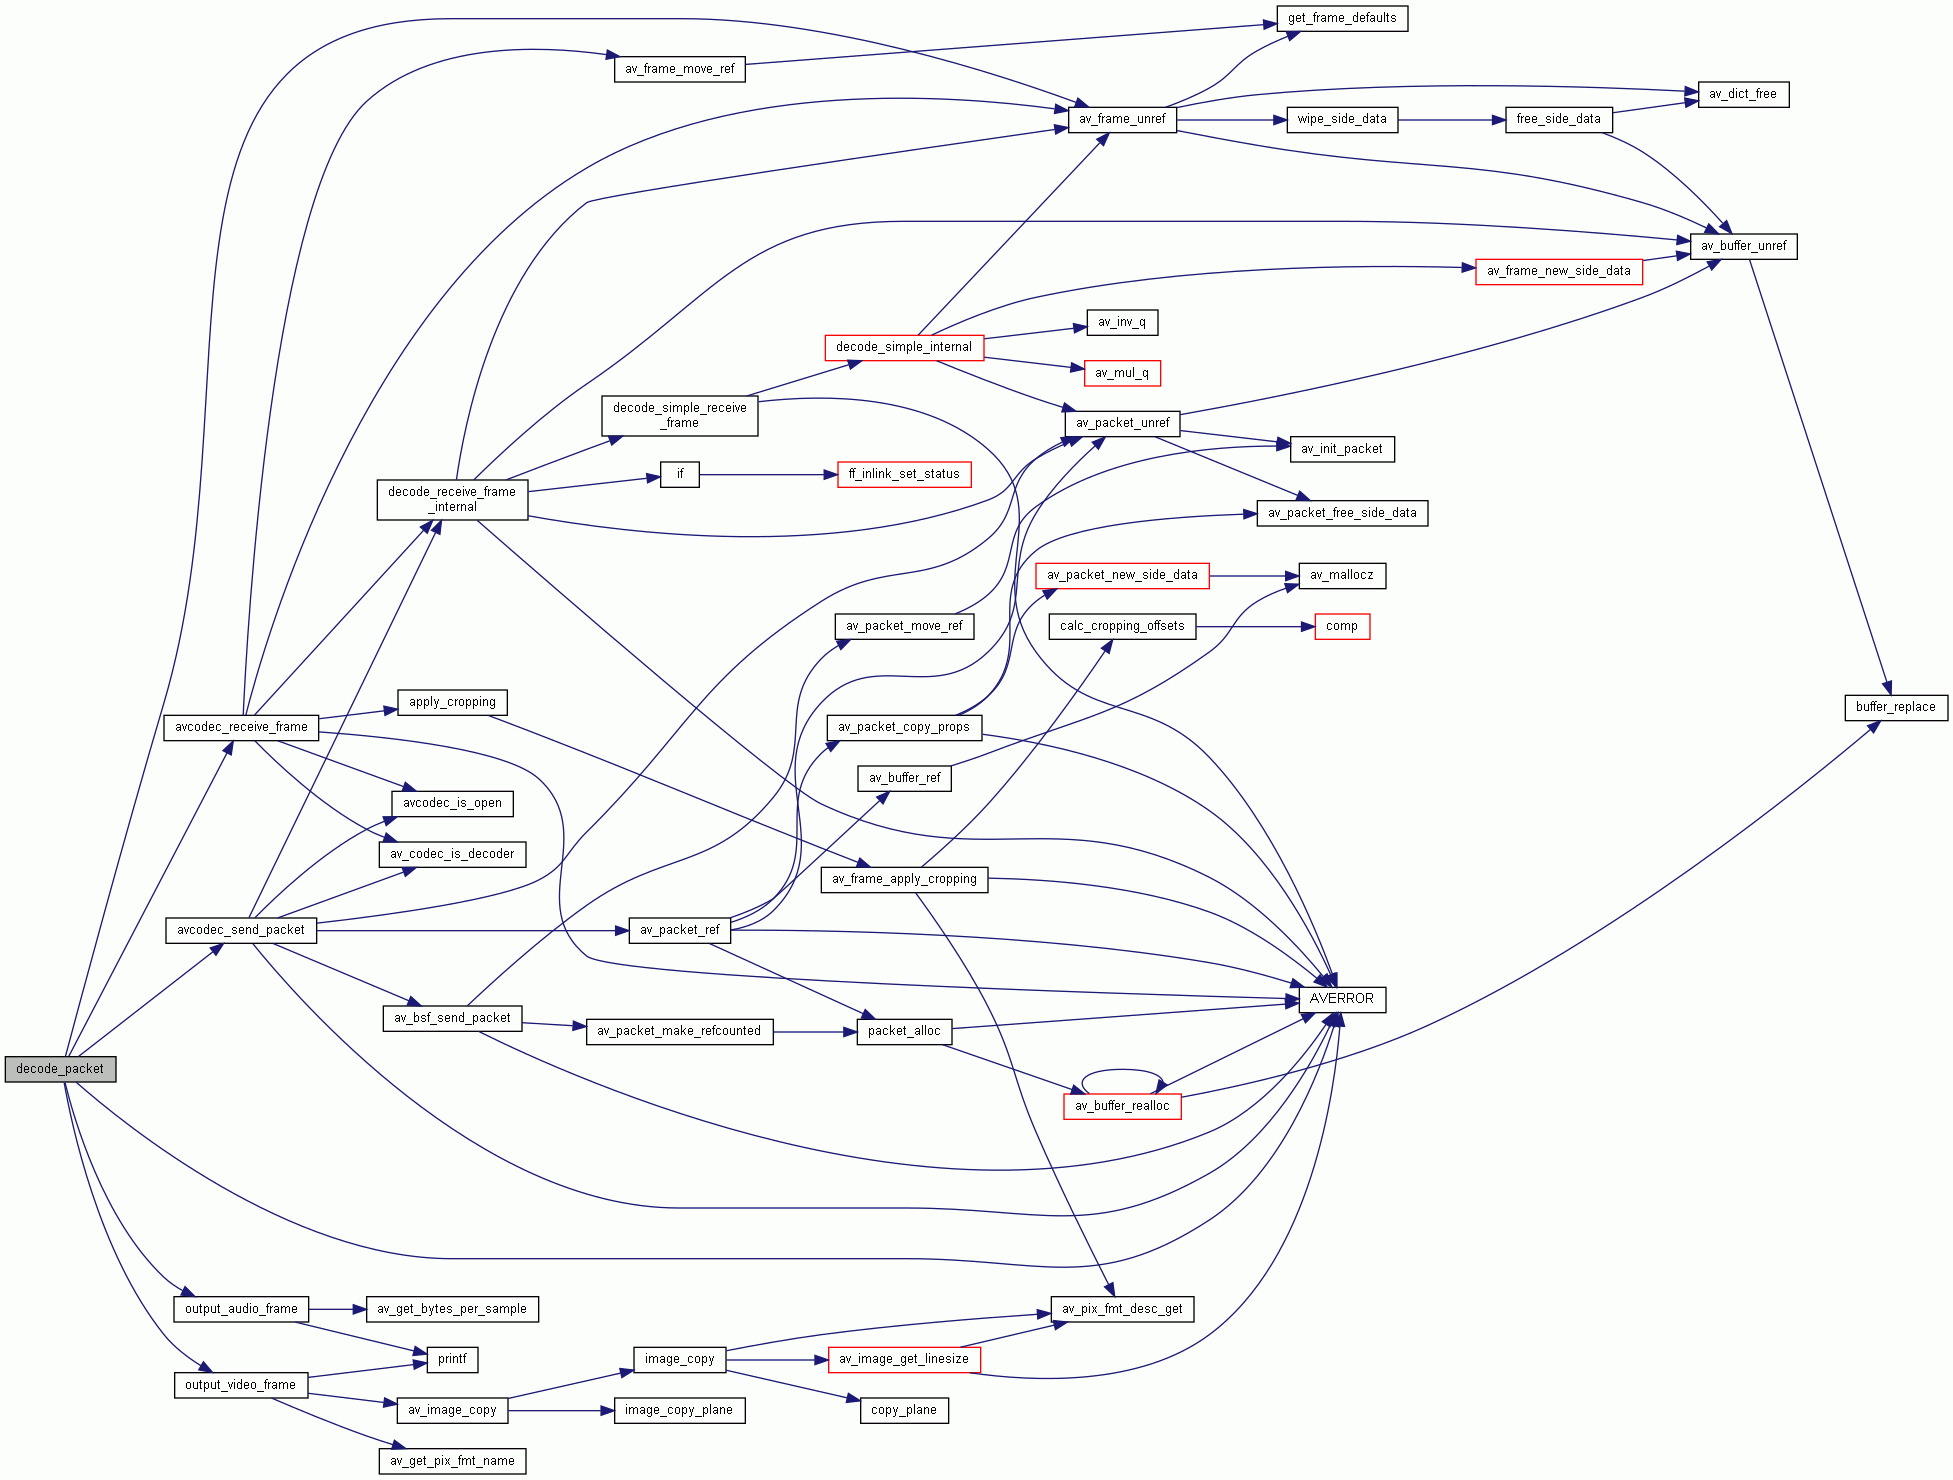 get_frame_defaults
av_frame_move_ref
av_dict_free
av_frame_unref
wipe_side_data
free_side_data
av_buffer_unref
av_frame_new_side_data
av_inv_q
decode_simple_internal
av_mul_q
decode_simple_receive
_frame
av_packet_unref
av_init_packet
if
ff_inlink_set_status
decode_receive_frame
_internal
av_packet_free_side_data
av_packet_new_side_data
av_mallocz
av_packet_move_ref
calc_cropping_offsets
comp
apply_cropping
buffer_replace
avcodec_receive_frame
av_packet_copy_props
av_buffer_ref
avcodec_is_open
av_codec_is_decoder
av_frame_apply_cropping
avcodec_send_packet
av_packet_ref
AVERROR
av_bsf_send_packet
av_packet_make_refcounted
packet_alloc
decode_packet
av_buffer_realloc
output_audio_frame
av_get_bytes_per_sample
av_pix_fmt_desc_get
printf
image_copy
av_image_get_linesize
output_video_frame
av_image_copy
image_copy_plane
copy_plane
av_get_pix_fmt_name